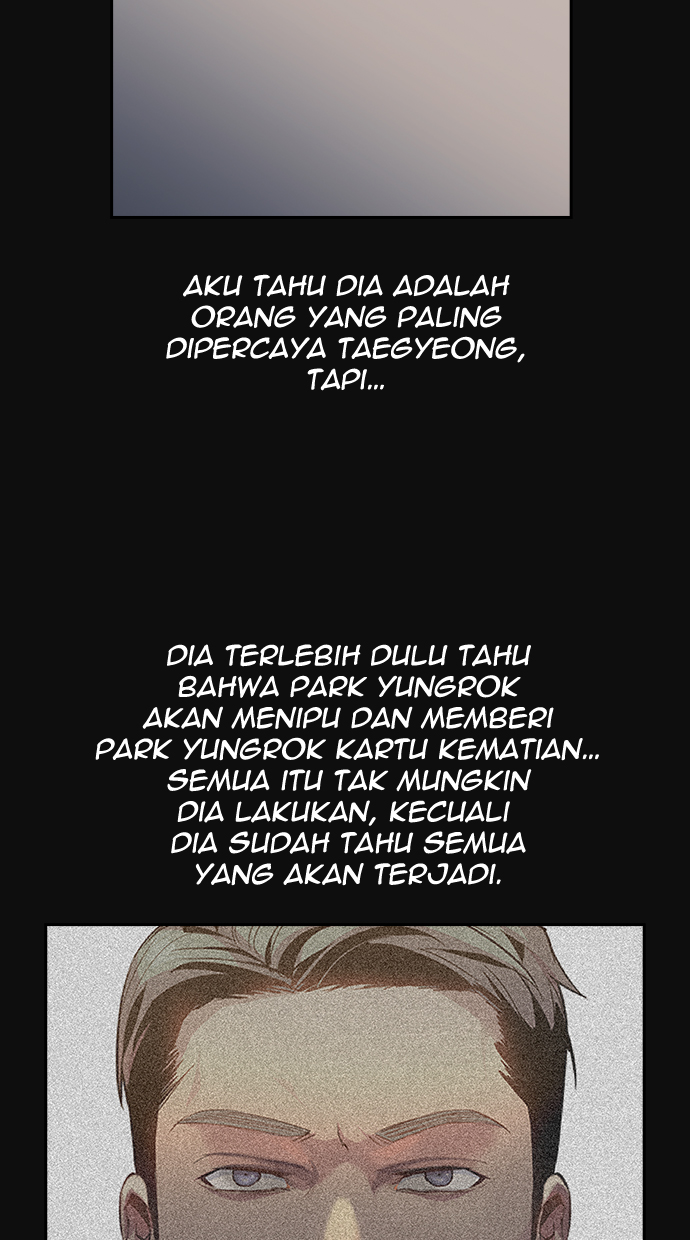 AKU TAHU DIA ADALAH
ORANG YANG PALING
DIPERCAYA TAEGYEONG,
TAPI...
DIA TERLEBIH DULU TAHU
BAHWA PARK YUNGROK
AKAN MENIPU DAN MEMBERI
PARK YUNGROK KARTU KEMATIAN...
SEMUA ITU TAK MUNGKIN
DIA LAKUKAN, KECUALI
DIA SUDAH TAHU SEMUA
YANG AKAN TERJADI.